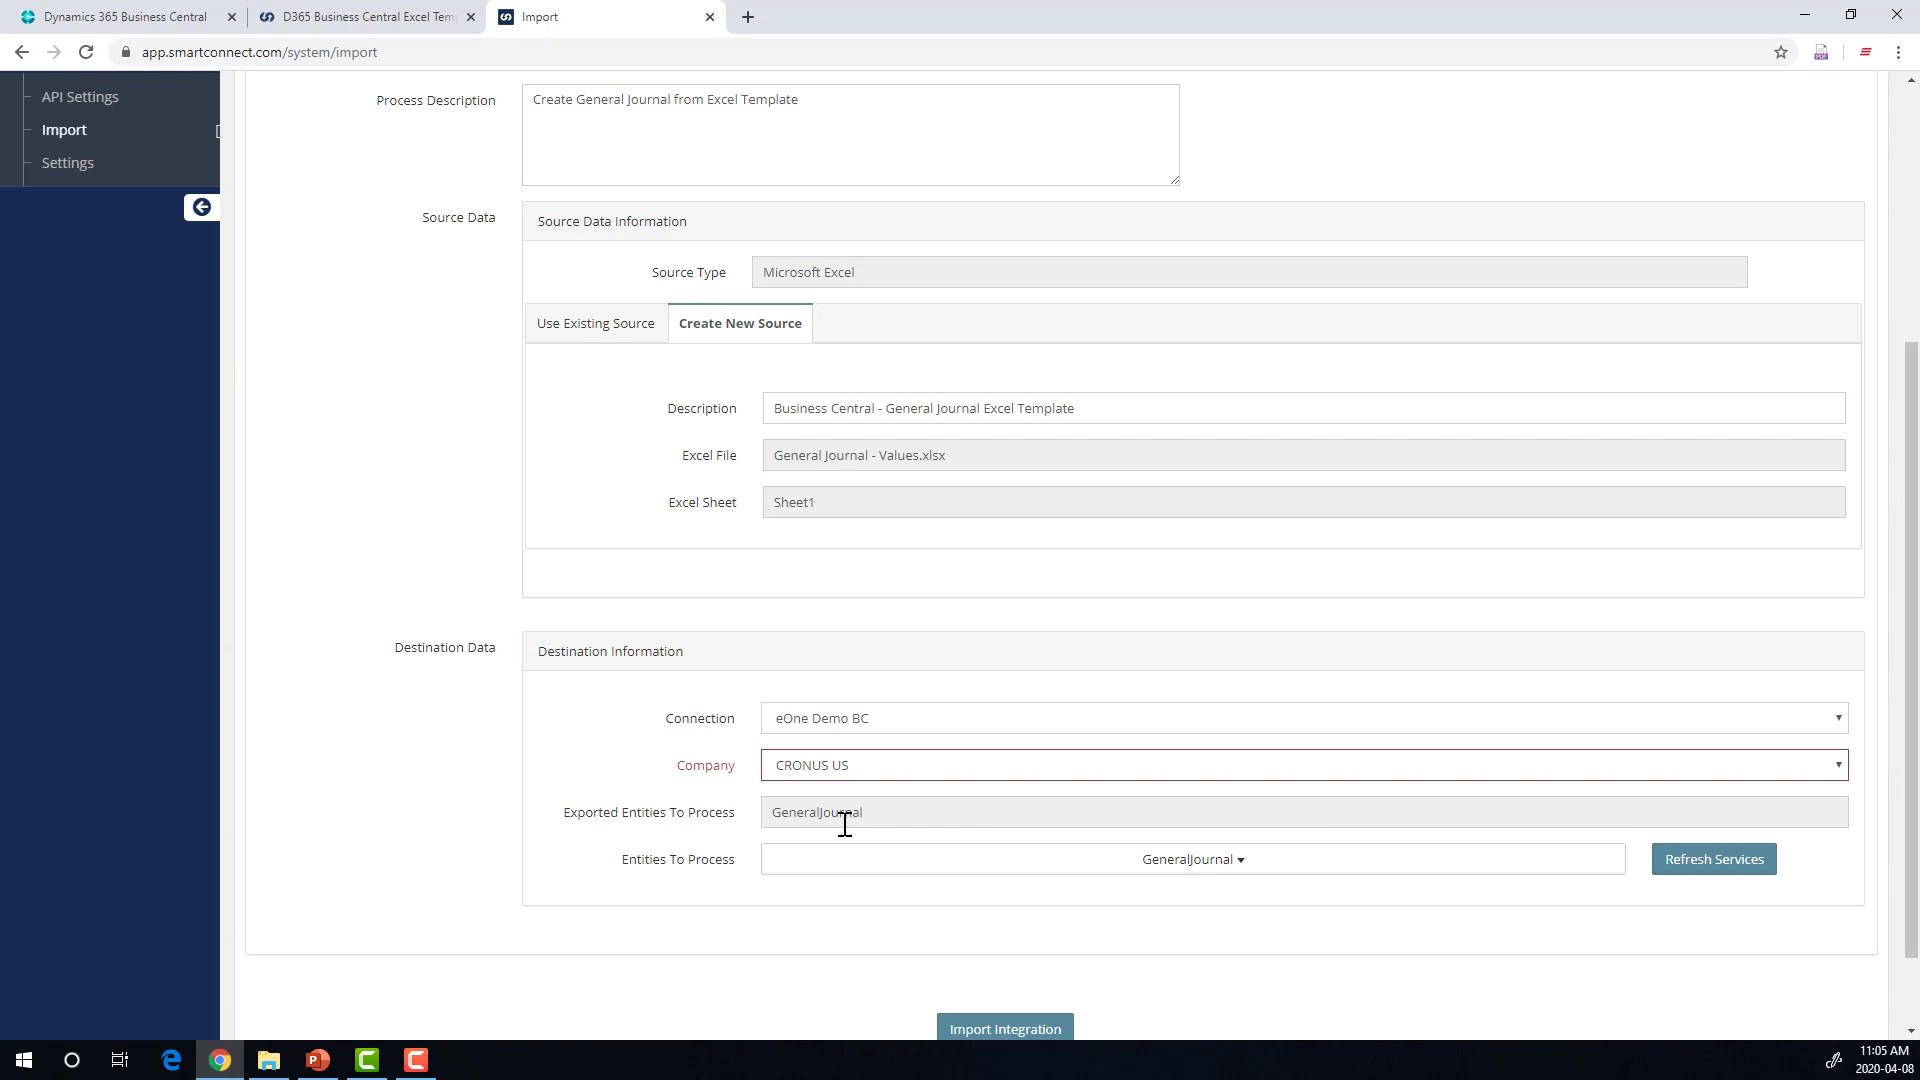 Dynamics 365 Business Central
D365 Business Central Excel Tem
Import
app.smartconnect.com/system/import
API Settings
Import
Settings
Process Description
Create General Journal from Excel Template
Source Data
Source Data Information
Source Type
Microsoft Excel
Use Existing Source
Create New Source
Description
Business Central - General Journal Excel Template
Excel File
General Journal - Values.xlsx
Excel Sheet
Sheet1
Destination Data
Destination Information
Connection
eOne Demo BC
Company
CRONUS US
Exported Entities To Process
GeneralJournal
Entities To Process
GeneralJournal
Refresh Services
Import Integration
11:05 AM
2020-04-08